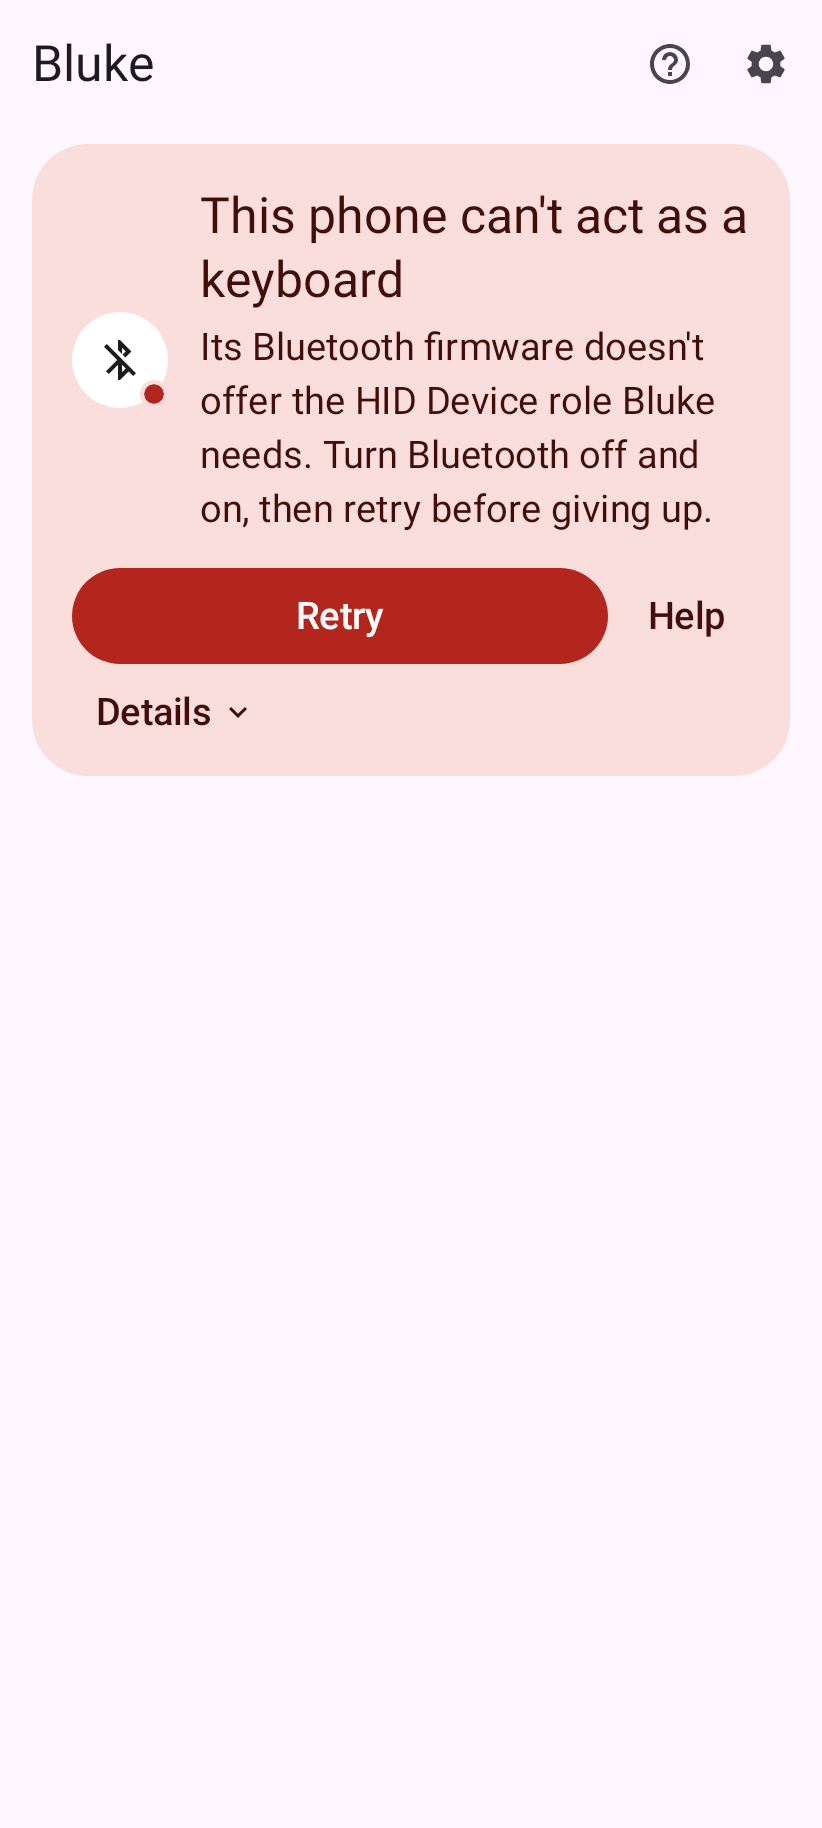 Bluke
This phone can't act as a
keyboard
Its Bluetooth firmware doesn't
offer the HID Device role Bluke
needs. Turn Bluetooth off and
on, then retry before giving up.
Retry
Help
Details